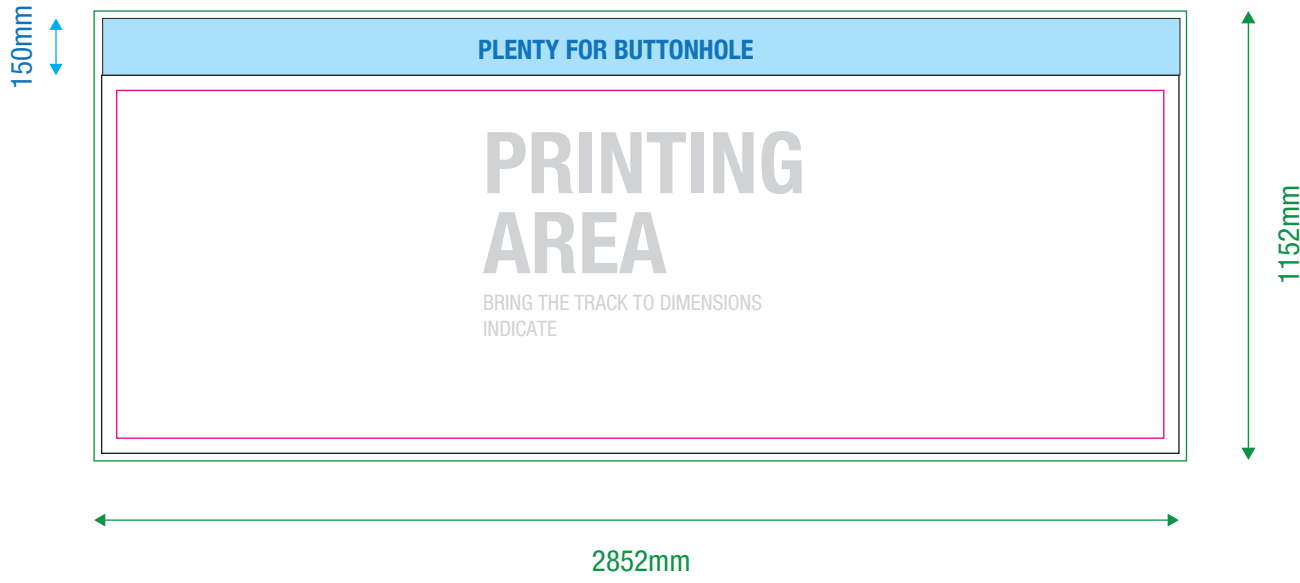 150mm
PLENTY FOR BUTTONHOLE
PRINTING
AREA
BRING THE TRACK TO DIMENSIONS
INDICATE
1152mm
2852mm